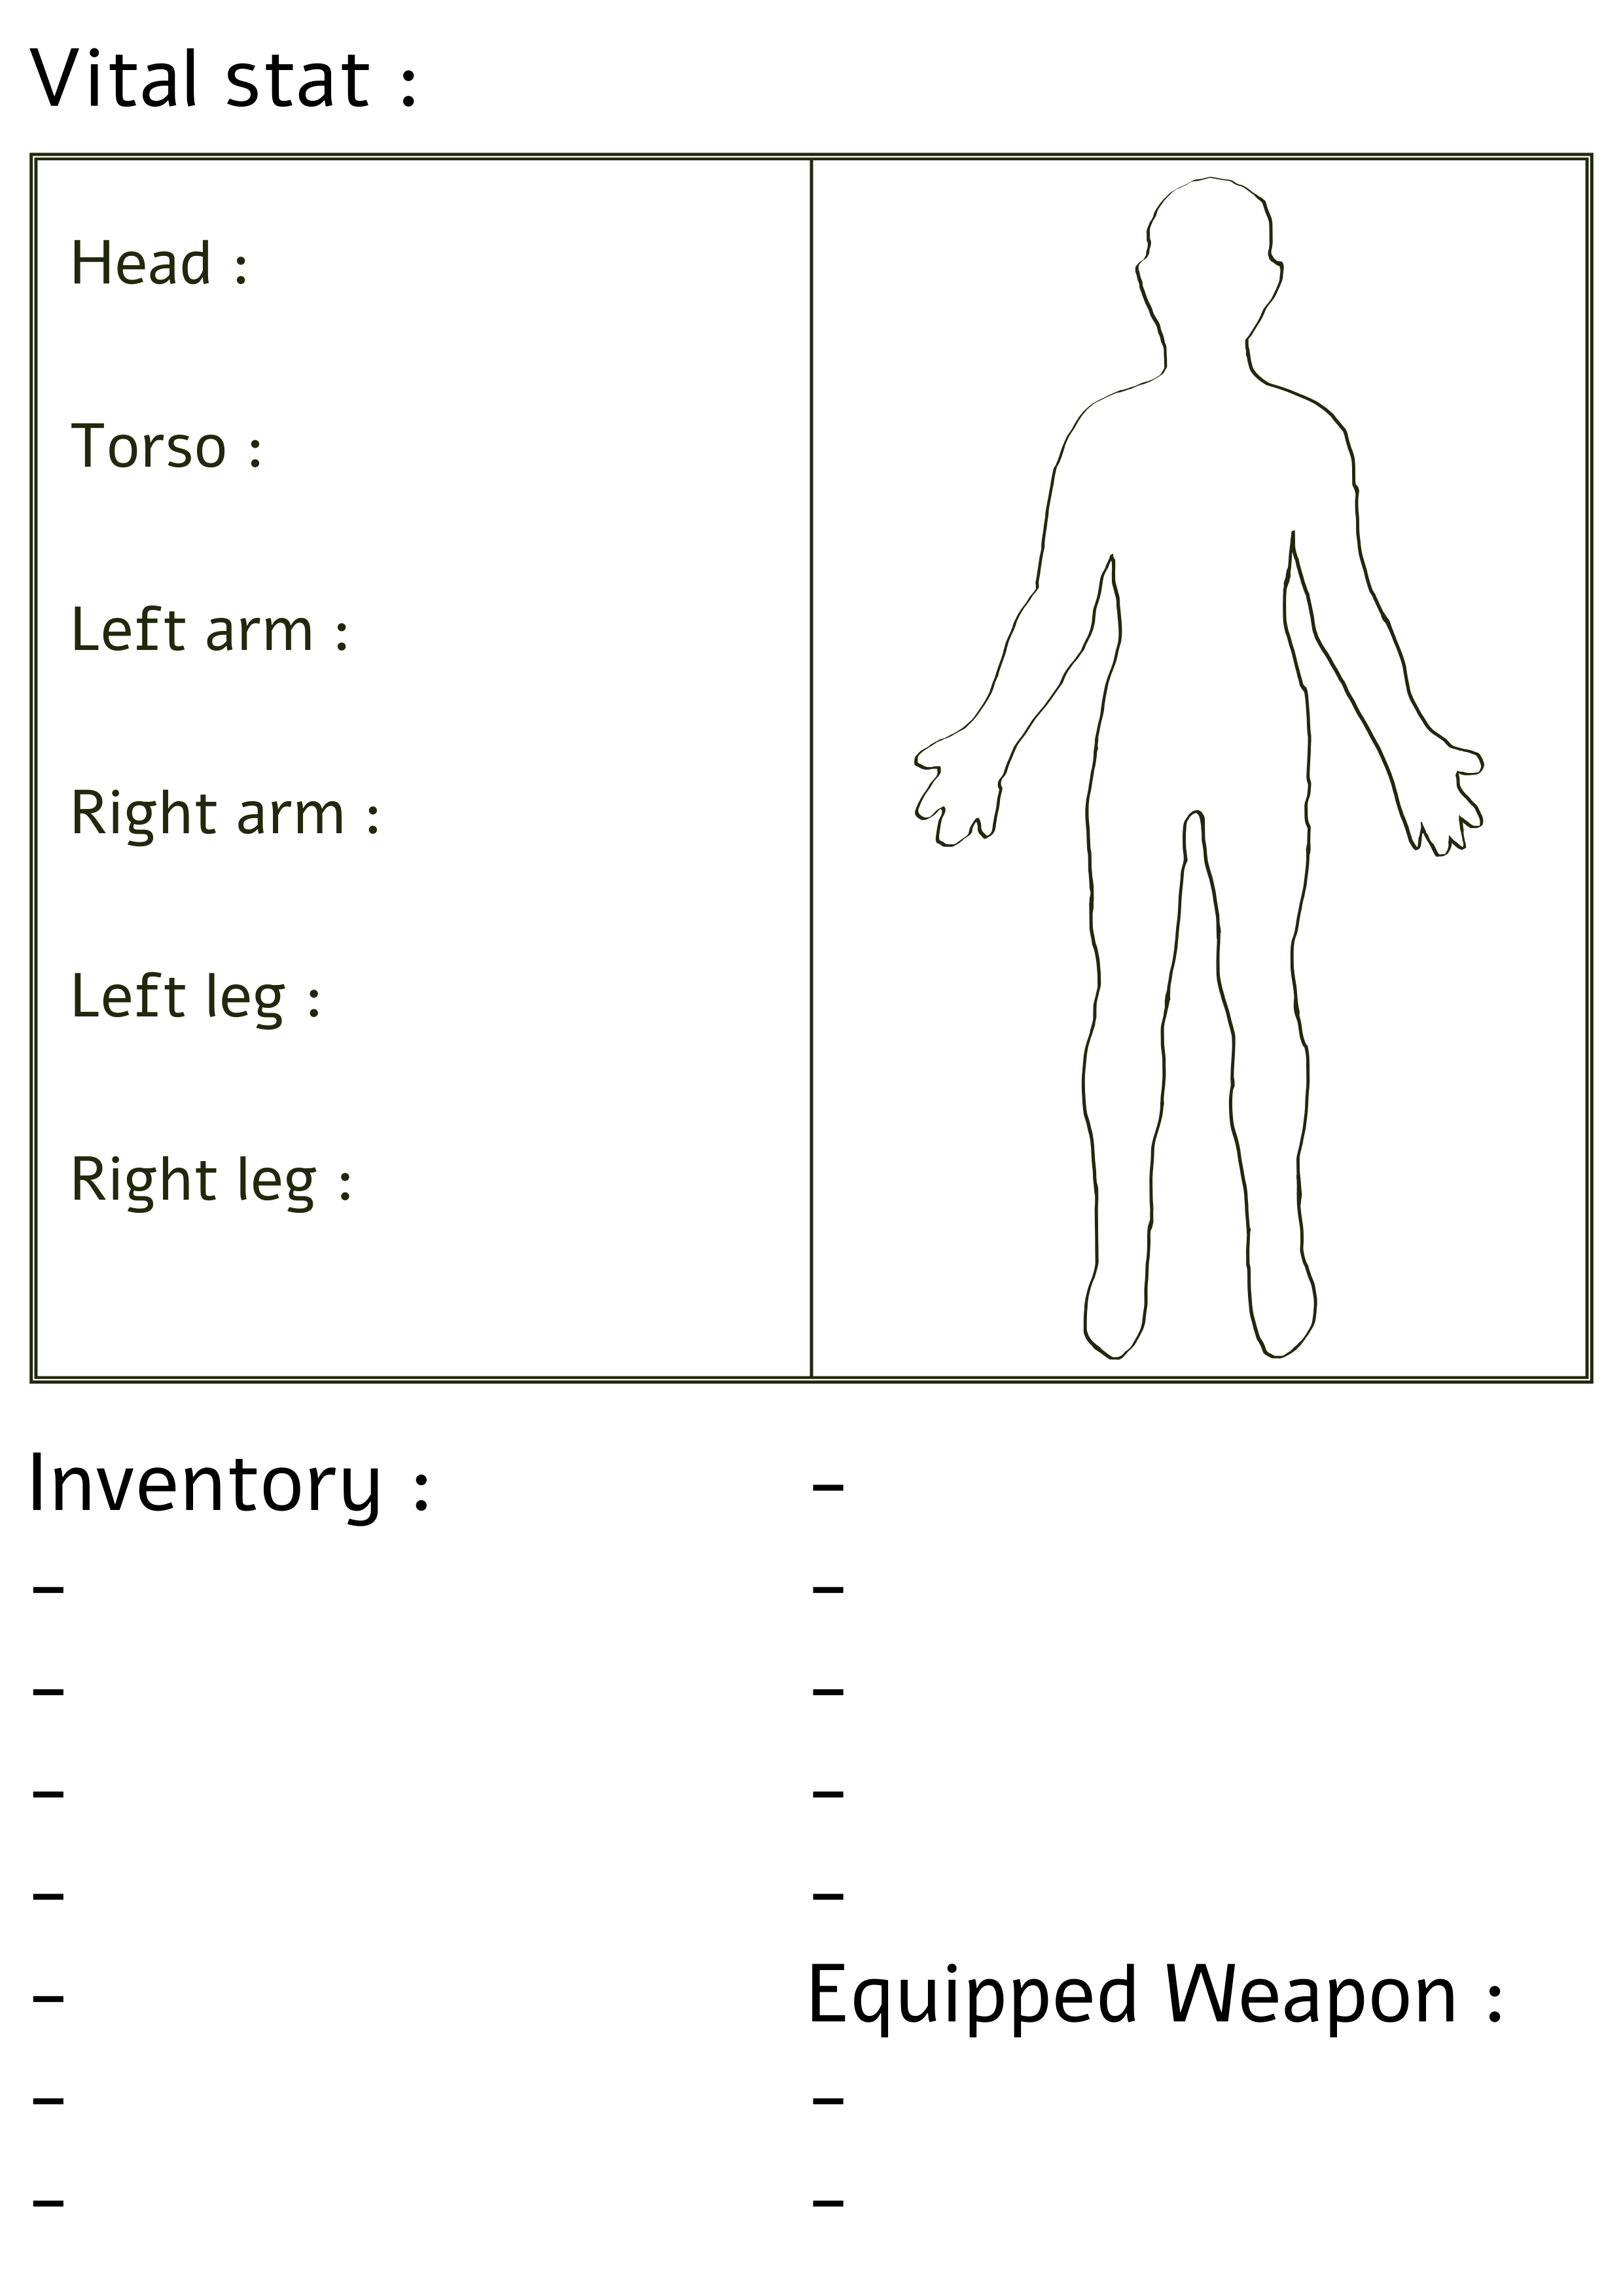 Vital stat :
Head :
Torso :
Left arm :
Right arm :
Left leg :
Right leg :
Inventory :
–
–
–
–
–
–
–
–
–
–
–
–
Equipped Weapon :
–
–